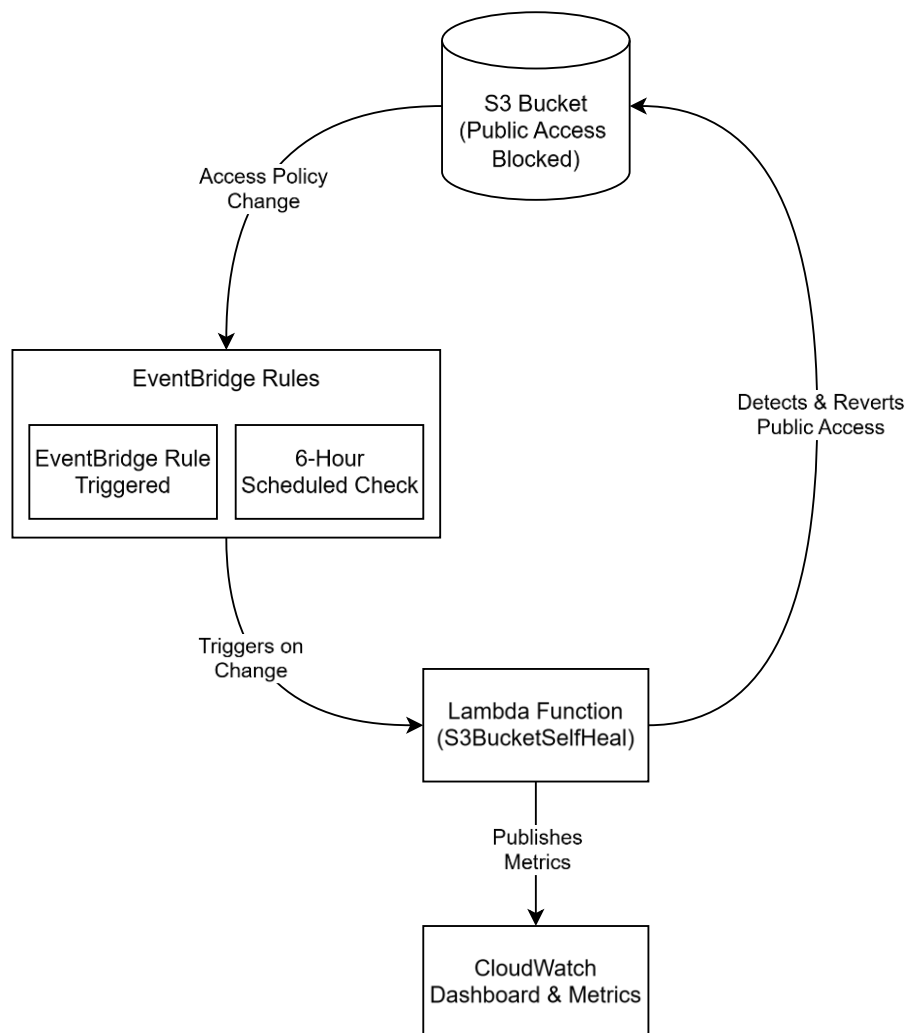 S3 Bucket
(Public Access
Blocked)
Access Policy
Change
EventBridge Rules
EventBridge Rule
Triggered
6-Hour
Scheduled Check
Detects & Reverts
Public Access
Triggers on
Change
Lambda Function
(S3BucketSelfHeal)
Publishes
Metrics
CloudWatch
Dashboard & Metrics